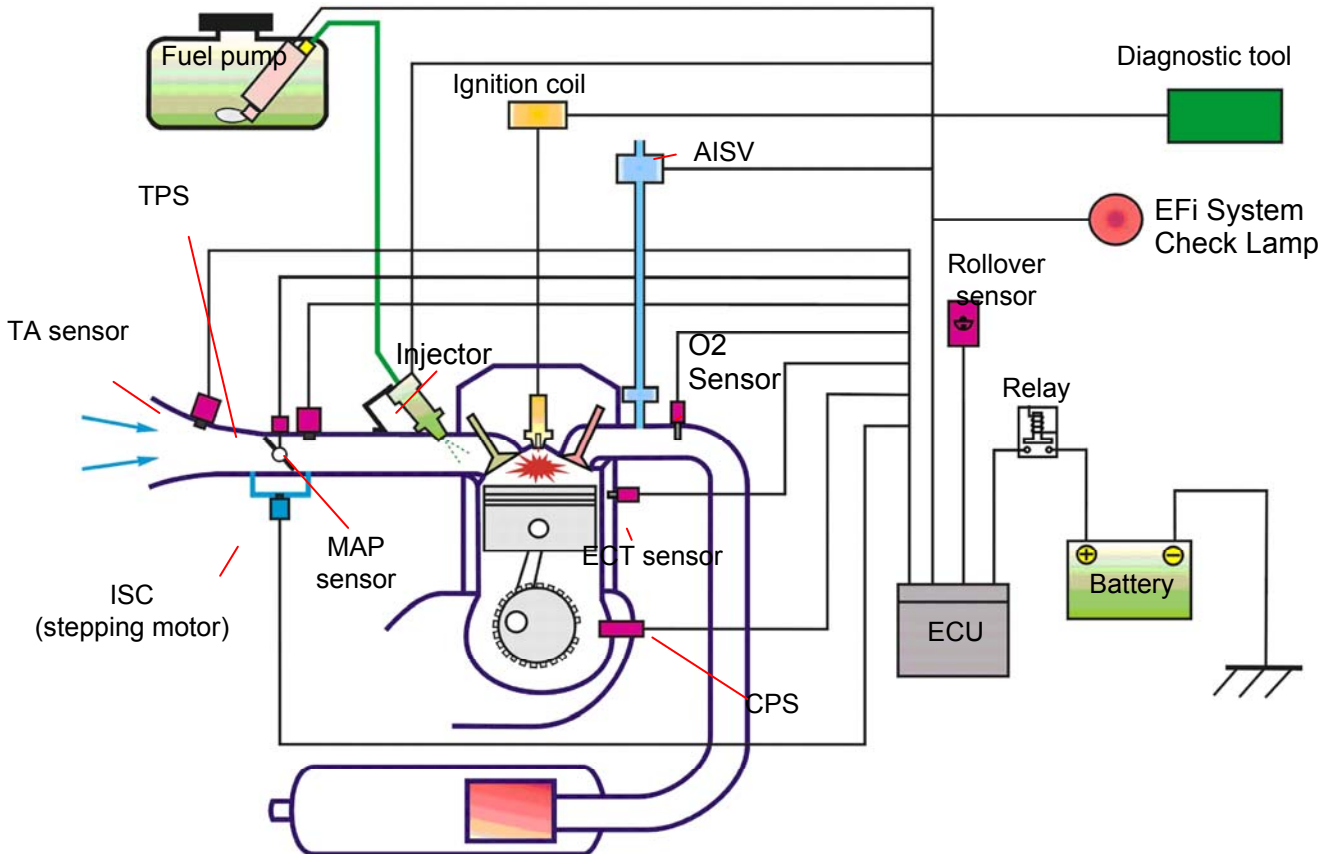 Fuel pump
Diagnostic tool
Ignition coil
AISV
TPS
EFi System
Check Lamp
Rollover
sensor
TA sensor
Injector
O2
Sensor
Relay
MAP
sensor
ECT sensor
ISC
(stepping motor)
+
-
Battery
ECU
CPS